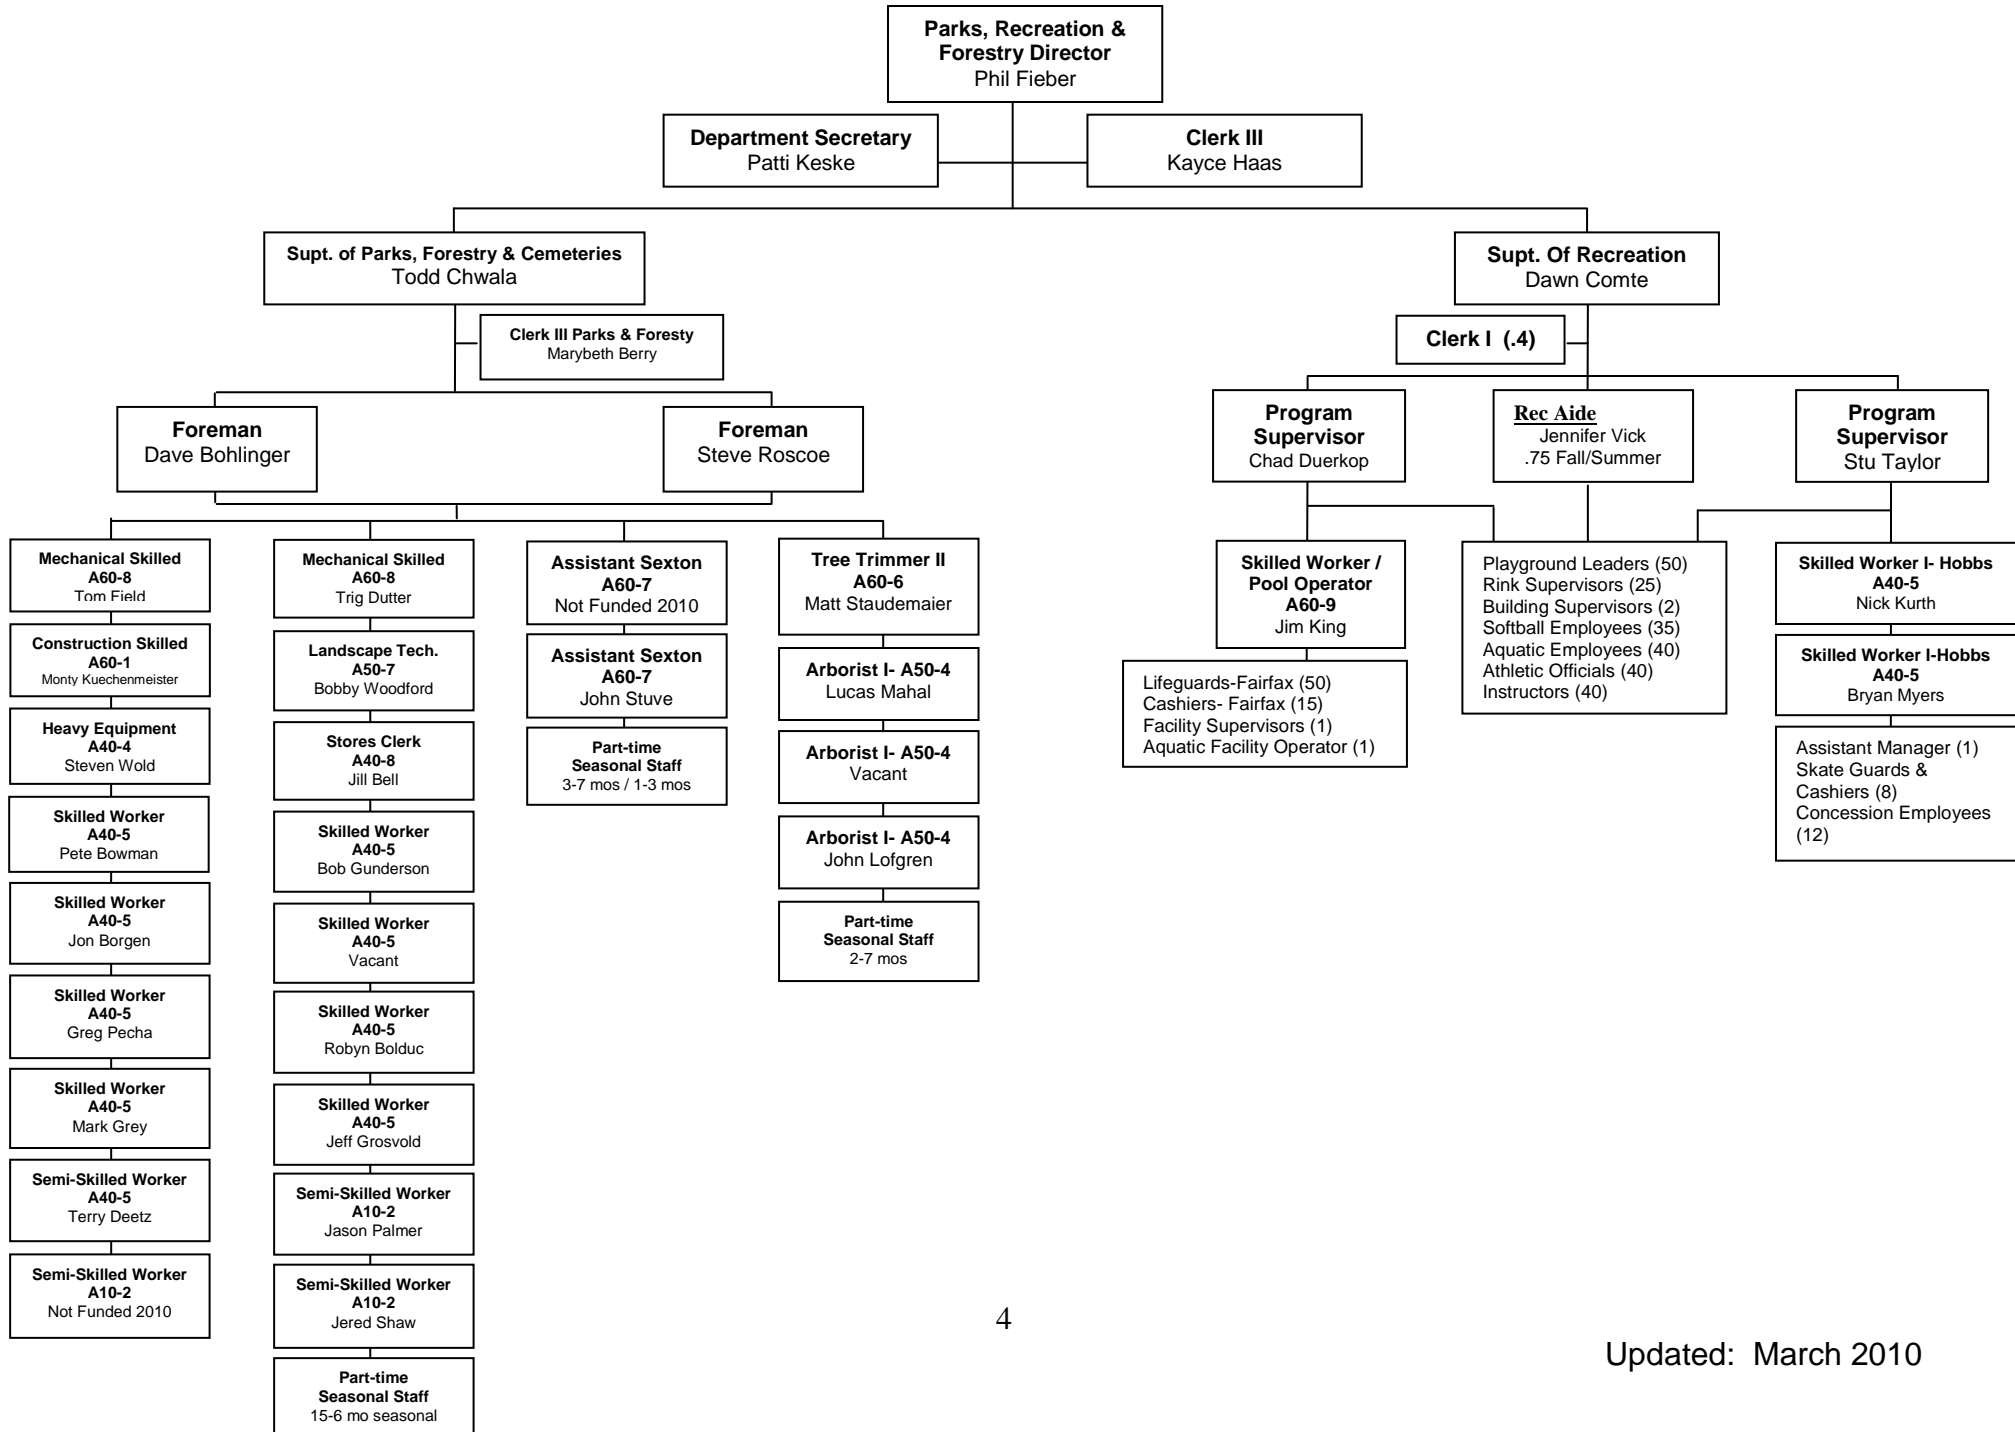 Parks, Recreation &
Forestry Director
Phil Fieber
Department Secretary
Patti Keske
Clerk III
Kayce Haas
Supt. of Parks, Forestry & Cemeteries
Todd Chwala
Supt. Of Recreation
Dawn Comte
Clerk III Parks & Foresty
Marybeth Berry
Clerk I (.4)
Foreman
Dave Bohlinger
Foreman
Steve Roscoe
Program
Supervisor
Chad Duerkop
Rec Aide
Jennifer Vick
.75 Fall/Summer
Program
Supervisor
Stu Taylor
Mechanical Skilled
A60-8
Tom Field
Construction Skilled
A60-1
Monty Kuechenmeister
Heavy Equipment
A40-4
Steven Wold
Skilled Worker
A40-5
Pete Bowman
Skilled Worker
A40-5
Jon Borgen
Skilled Worker
A40-5
Greg Pecha
Skilled Worker
A40-5
Mark Grey
Semi-Skilled Worker
A40-5
Terry Deetz
Semi-Skilled Worker
A10-2
Not Funded 2010
Mechanical Skilled
A60-8
Trig Dutter
Landscape Tech.
A50-7
Bobby Woodford
Stores Clerk
A40-8
Jill Bell
Skilled Worker
A40-5
Bob Gunderson
Skilled Worker
A40-5
Vacant
Skilled Worker
A40-5
Robyn Bolduc
Skilled Worker
A40-5
Jeff Grosvold
Semi-Skilled Worker
A10-2
Jason Palmer
Semi-Skilled Worker
A10-2
Jered Shaw
Part-time
Seasonal Staff
15-6 mo seasonal
Assistant Sexton
A60-7
Not Funded 2010
Assistant Sexton
A60-7
John Stuve
Part-time
Seasonal Staff
3-7 mos / 1-3 mos
Tree Trimmer II
A60-6
Matt Staudemaier
Arborist I- A50-4
Lucas Mahal
Arborist I- A50-4
Vacant
Arborist I- A50-4
John Lofgren
Part-time
Seasonal Staff
2-7 mos
Skilled Worker /
Pool Operator
A60-9
Jim King
Lifeguards-Fairfax (50)
Cashiers- Fairfax (15)
Facility Supervisors (1)
Aquatic Facility Operator (1)
Playground Leaders (50)
Rink Supervisors (25)
Building Supervisors (2)
Softball Employees (35)
Aquatic Employees (40)
Athletic Officials (40)
Instructors (40)
Skilled Worker I- Hobbs
A40-5
Nick Kurth
Skilled Worker I-Hobbs
A40-5
Bryan Myers
Assistant Manager (1)
Skate Guards &
Cashiers (8)
Concession Employees
(12)
4
Updated: March 2010